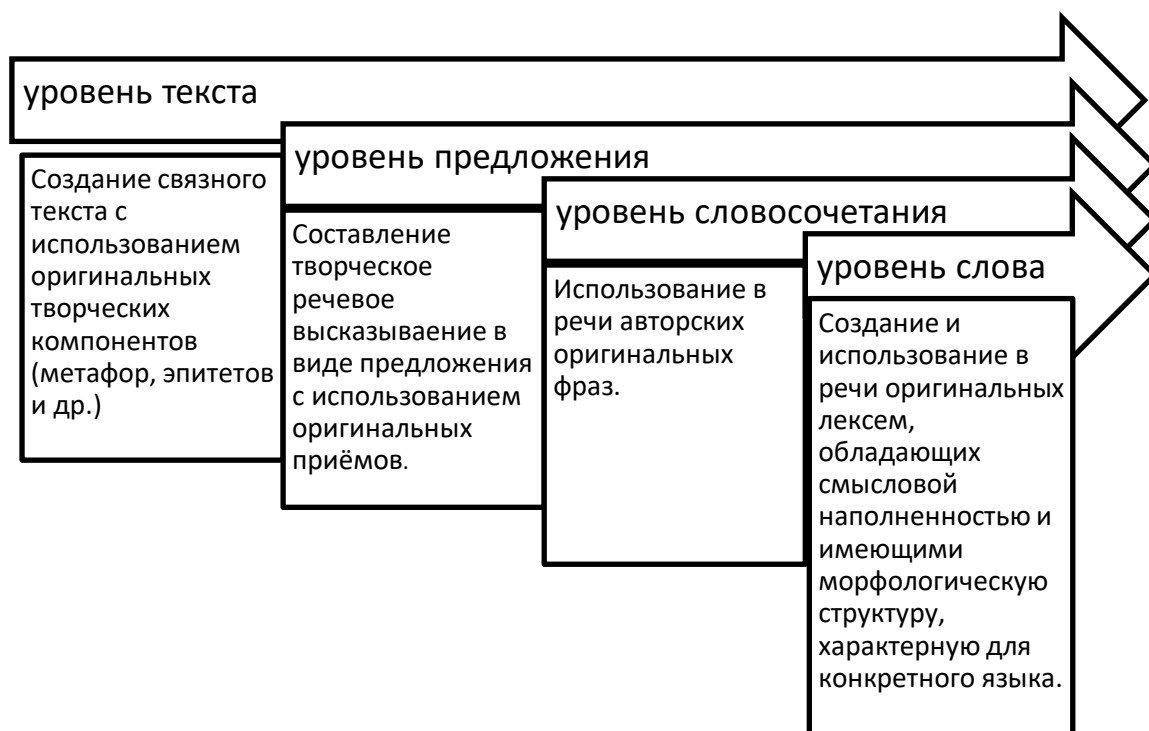 уровень текста
Создание связного
текста с
использованием
оригинальных
творческих
компонентов
(метафор, эпитетов
и др.)
уровень предложения
Составление
творческое
речевое
высказываение в
виде предложения
с использованием
оригинальных
приёмов.
уровень словосочетания
Использование в
речи авторских
оригинальных
фраз.
уровень слова
Создание и
использование в
речи оригинальных
лексем,
обладающих
смысловой
наполненностью и
имеющими
морфологическую
структуру,
характерную для
конкретного языка.